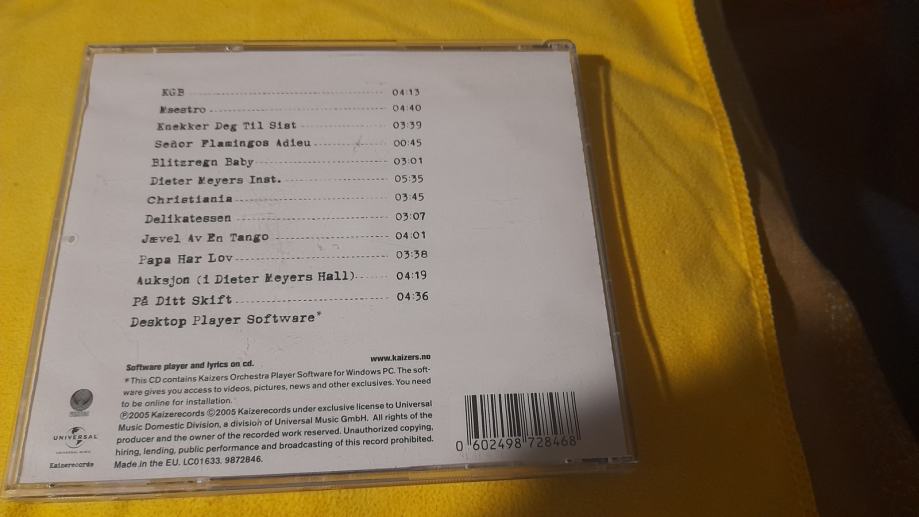 KGB 04:13
Maestro 04:40
Knekker Deg Til Sist 03:39
Señor Flamingos Adieu 00:45
Blitzregn Baby 03:01
Dieter Meyers Inst. 05:35
Christiania 03:45
Delikatessen 03:07
Jævel Av En Tango 04:01
Papa Har Lov 03:38
Auksjon (i Dieter Meyers Hall) 04:19
På Ditt Skift 04:36
Desktop Player Software*
Software player and lyrics on cd. www.kaizers.no
*This CD contains Kaizers Orchestra Player Software for Windows PC. The soft-
ware gives you access to videos, pictures, news and other exclusives. You need
to be online for installation.
℗2005 Kaizerecords ©2005 Kaizerecords under exclusive license to Universal
Music Domestic Division, a division of Universal Music GmbH. All rights of the
producer and the owner of the recorded work reserved. Unauthorized copying,
hiring, lending, public performance and broadcasting of this record prohibited.
Made in the EU. LC01633. 9872846.
UNIVERSAL
UNIVERSAL MUSIC
Kaizerecords
0 602498 728468